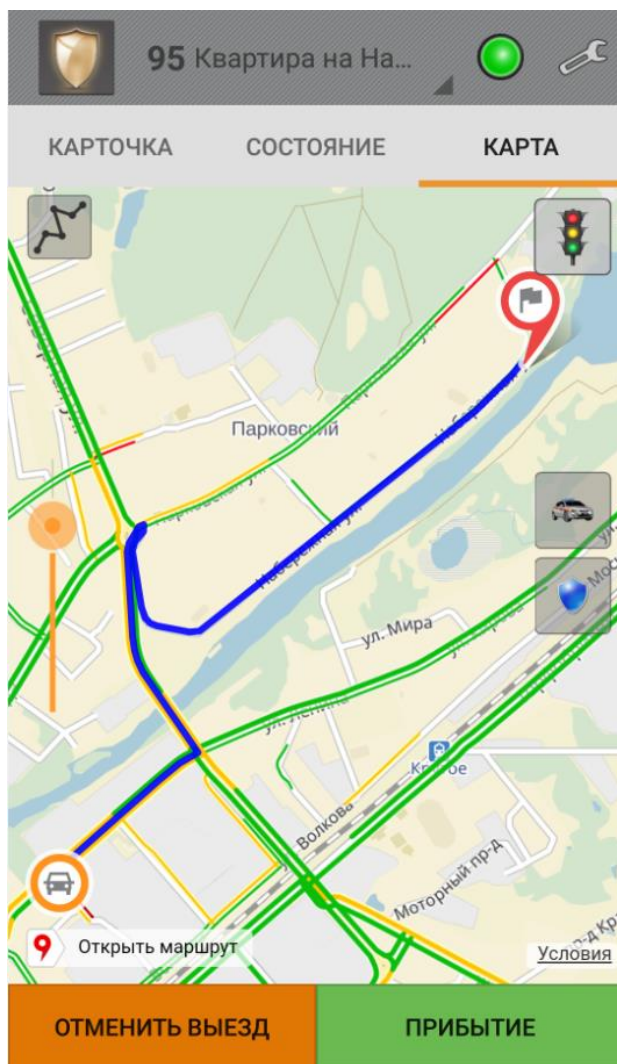 95 Квартира на На...
КАРТОЧКА
СОСТОЯНИЕ
КАРТА
Парковский
Набережная ул.
ул. Мира
ул. Ленина
Волкова
Моторный пр-д
Открыть маршрут
Условия
ОТМЕНИТЬ ВЫЕЗД
ПРИБЫТИЕ